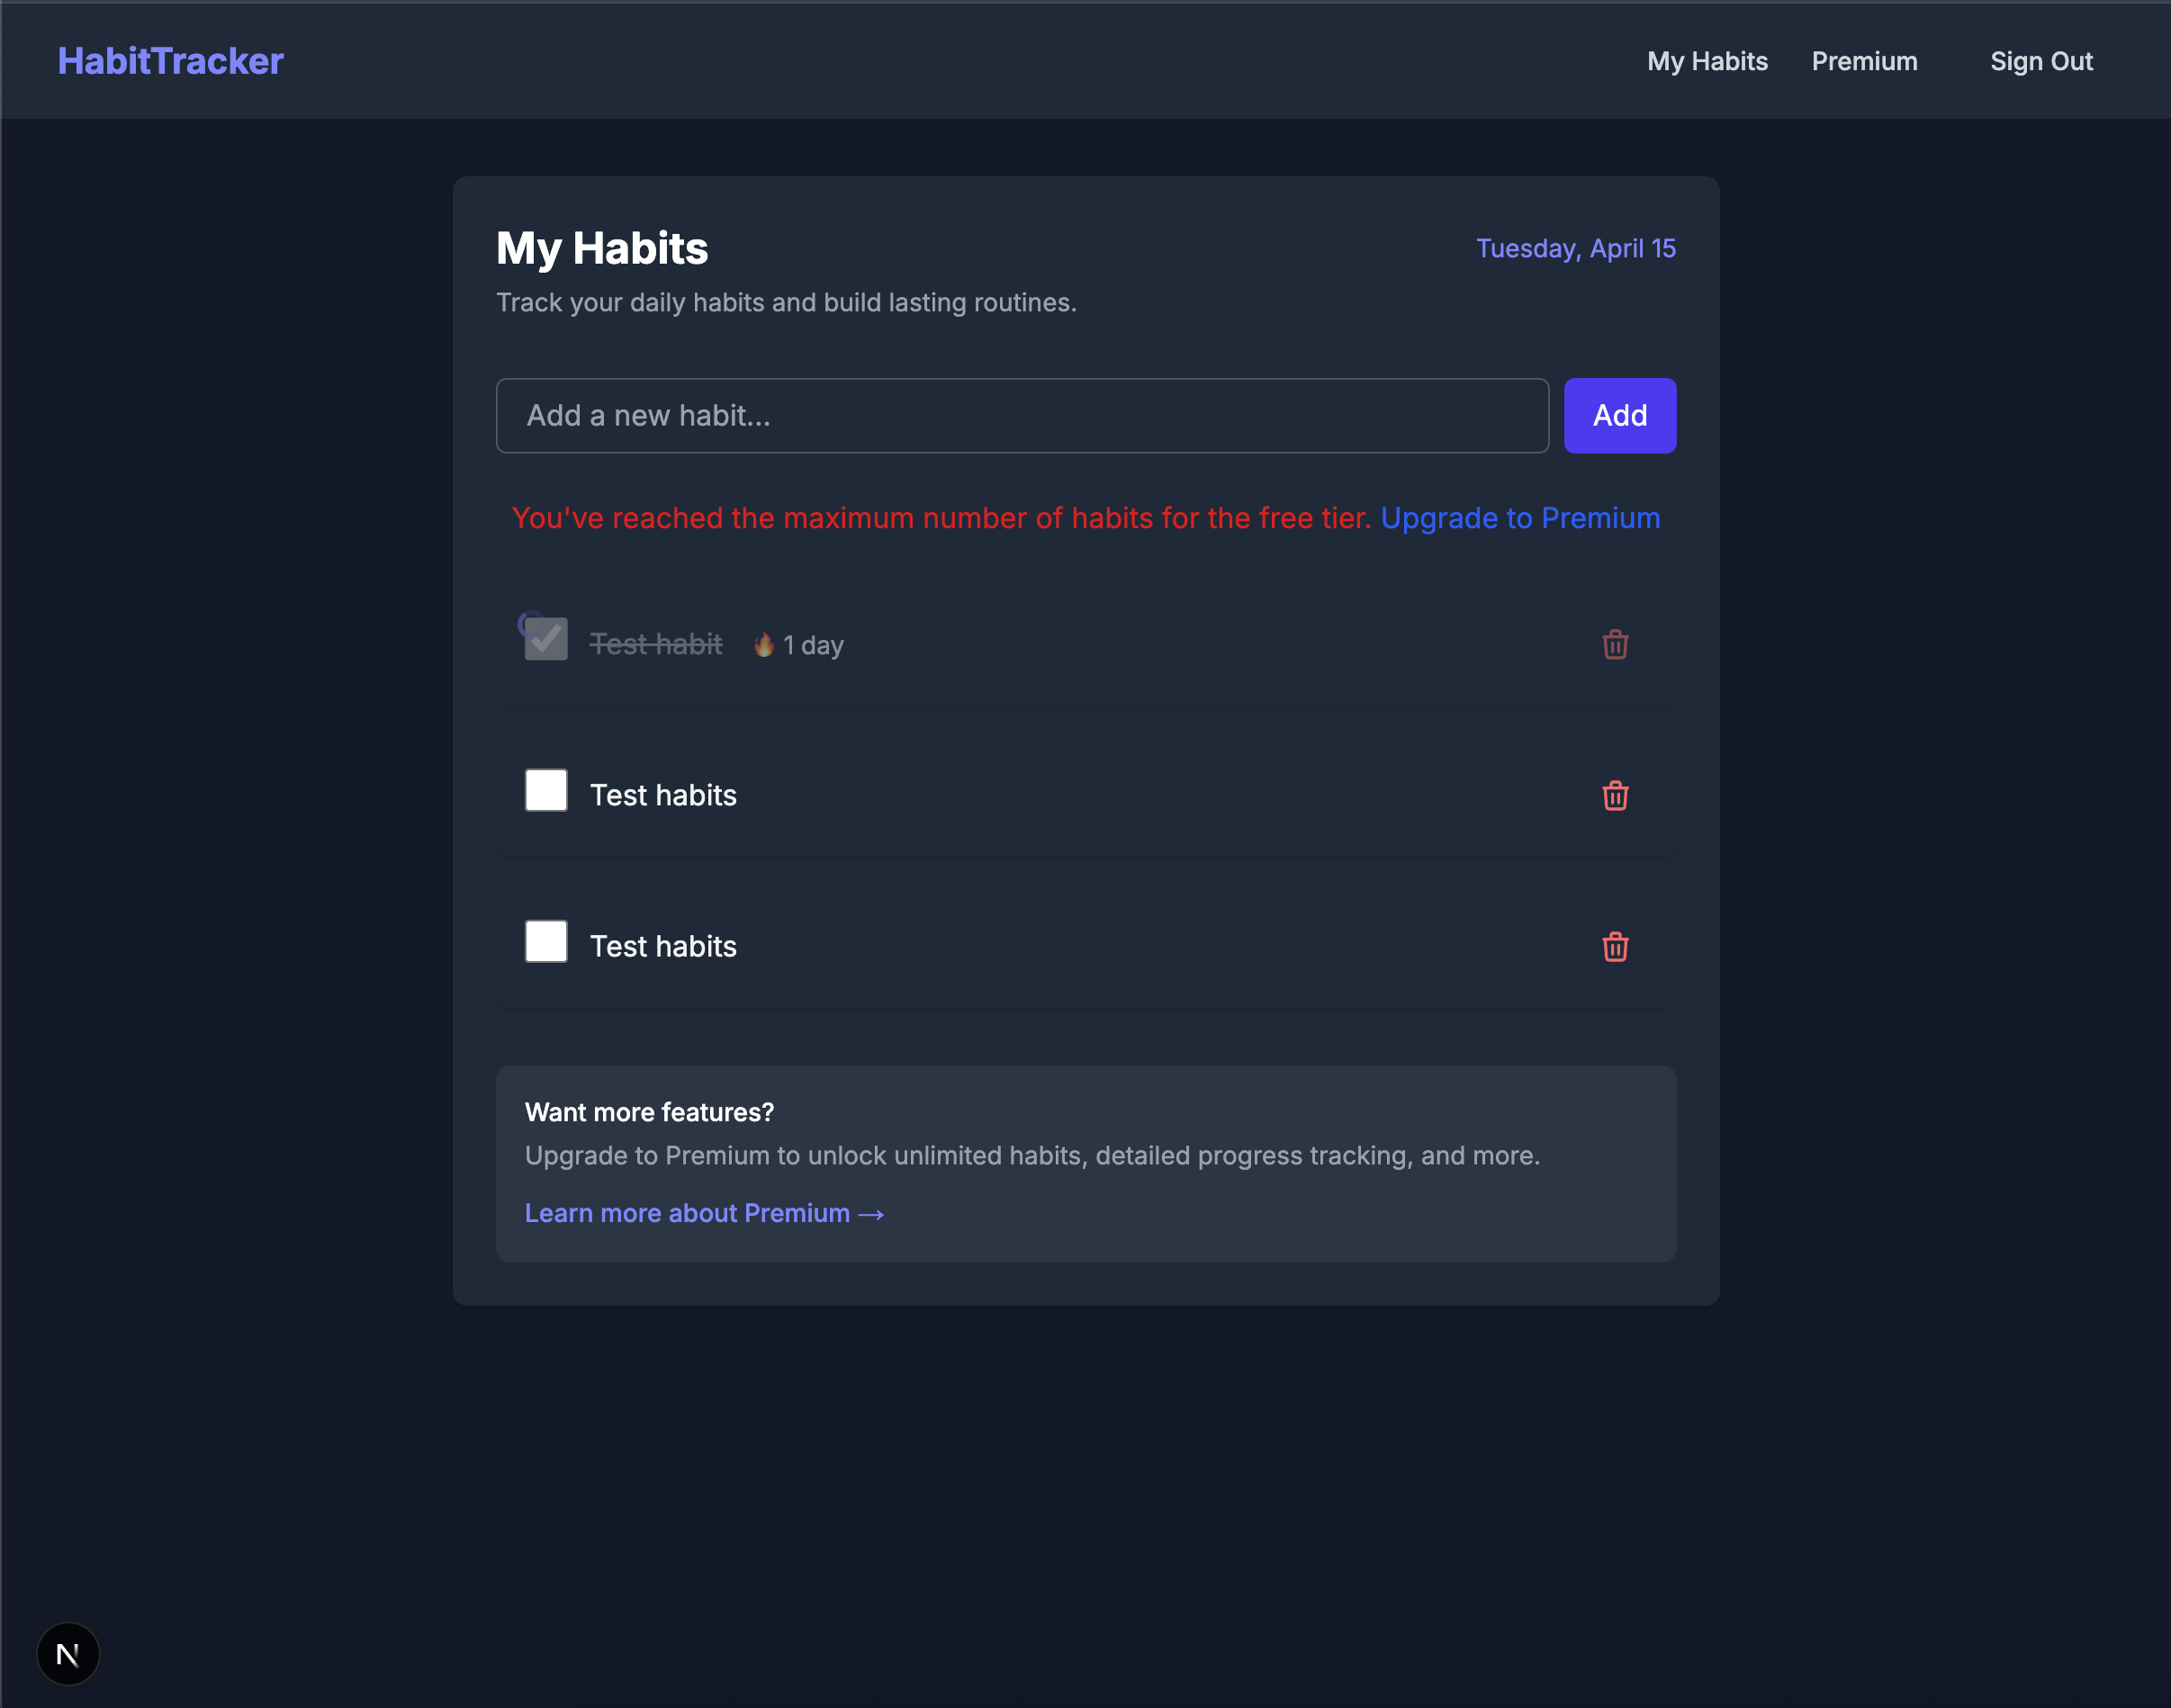 HabitTracker
My Habits
Premium
Sign Out
My Habits
Tuesday, April 15
Track your daily habits and build lasting routines.
Add a new habit...
Add
You've reached the maximum number of habits for the free tier. Upgrade to Premium
Test habit 🔥 1 day
Test habits
Test habits
Want more features?
Upgrade to Premium to unlock unlimited habits, detailed progress tracking, and more.
Learn more about Premium →
N